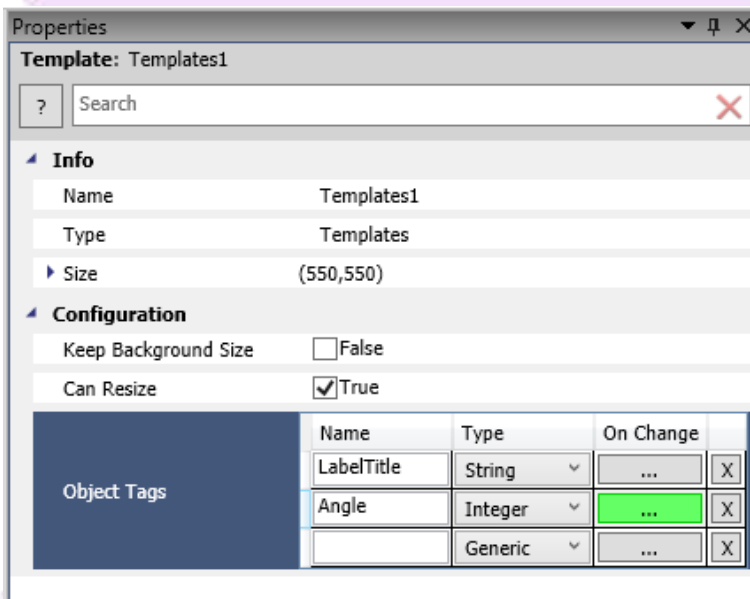 Properties
Template: Templates1
? Search
Info
Name Templates1
Type Templates
Size (550,550)
Configuration
Keep Background Size False
Can Resize True
Name Type On Change
Object Tags
LabelTitle String ... X
Angle Integer ... X
Generic ... X